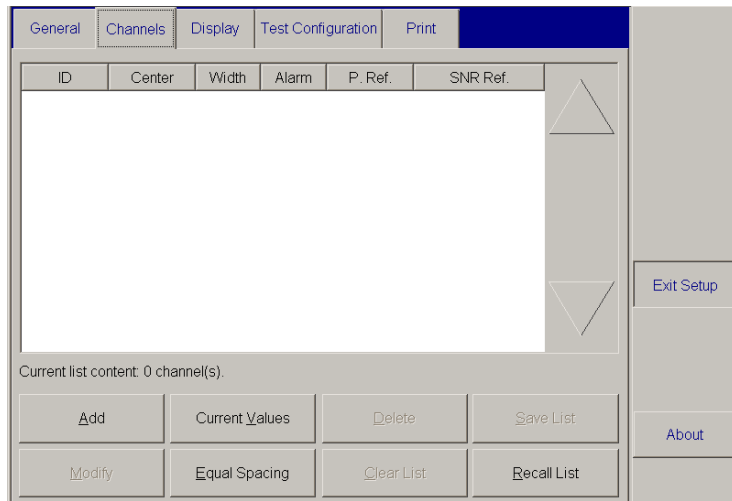 General Channels Display Test Configuration Print
ID Center Width Alarm P. Ref. SNR Ref.
Exit Setup
Current list content: 0 channel(s).
Add Current Values Delete Save List
About
Modify Equal Spacing Clear List Recall List